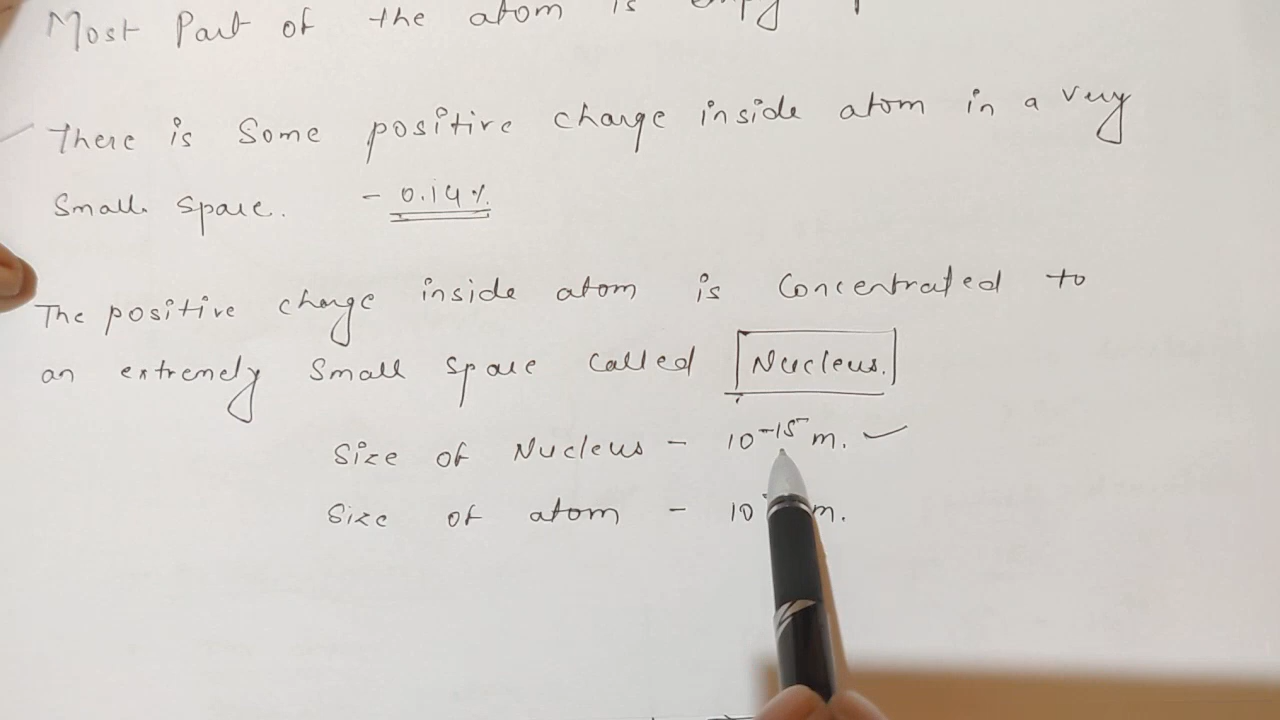 Most Part of the atom is
There is Some positive charge inside atom in a very
Small space. - 0.14%
The positive charge inside atom is Concentrated to
an extremely Small space called Nucleus.
Size of Nucleus - 10⁻¹⁵ m.
Size of atom - 10 m.